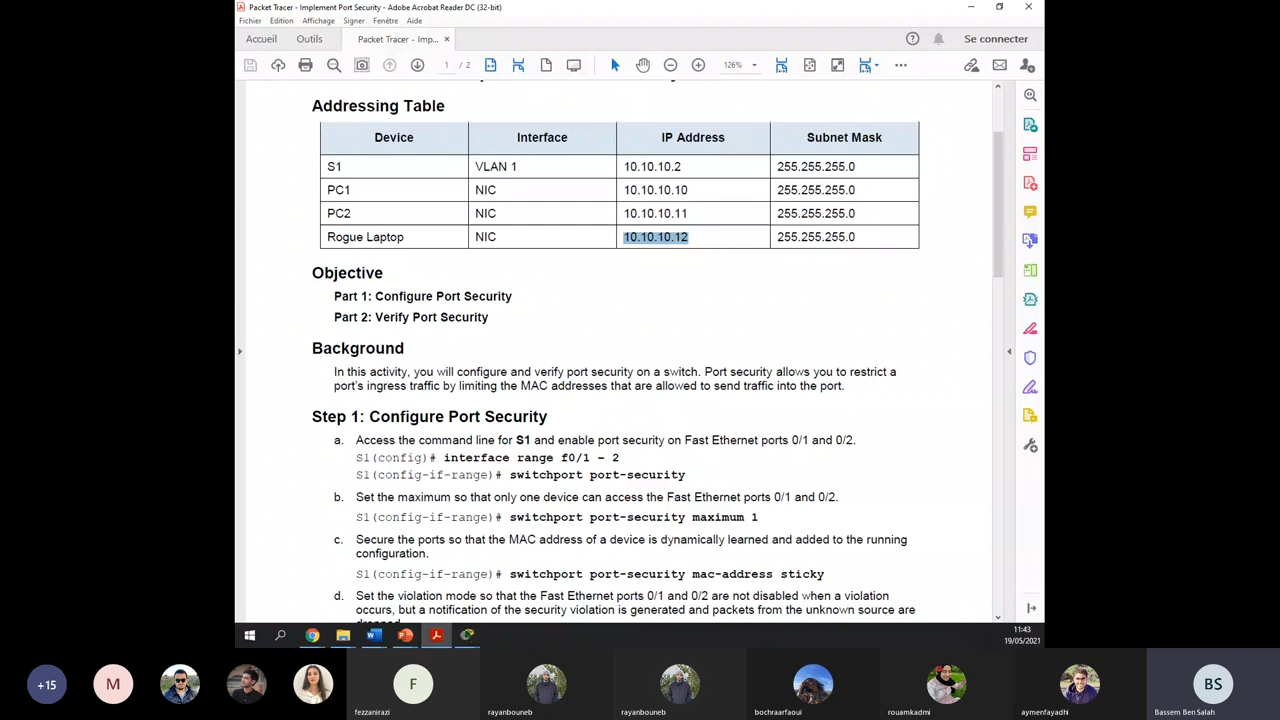 Packet Tracer - Implement Port Security - Adobe Acrobat Reader DC (32-bit)
Fichier Edition Affichage Signer Fenêtre Aide
Accueil Outils Packet Tracer - Imp... × Se connecter
1 / 2 126%
Addressing Table
Device Interface IP Address Subnet Mask
S1 VLAN 1 10.10.10.2 255.255.255.0
PC1 NIC 10.10.10.10 255.255.255.0
PC2 NIC 10.10.10.11 255.255.255.0
Rogue Laptop NIC 10.10.10.12 255.255.255.0
Objective
Part 1: Configure Port Security
Part 2: Verify Port Security
Background
In this activity, you will configure and verify port security on a switch. Port security allows you to restrict a
port's ingress traffic by limiting the MAC addresses that are allowed to send traffic into the port.
Step 1: Configure Port Security
a. Access the command line for S1 and enable port security on Fast Ethernet ports 0/1 and 0/2.
S1(config)# interface range f0/1 – 2
S1(config-if-range)# switchport port-security
b. Set the maximum so that only one device can access the Fast Ethernet ports 0/1 and 0/2.
S1(config-if-range)# switchport port-security maximum 1
c. Secure the ports so that the MAC address of a device is dynamically learned and added to the running
configuration.
S1(config-if-range)# switchport port-security mac-address sticky
d. Set the violation mode so that the Fast Ethernet ports 0/1 and 0/2 are not disabled when a violation
occurs, but a notification of the security violation is generated and packets from the unknown source are
dropped.
11:43
19/05/2021
+15 M F BS
fezzanirazi rayanbouneb rayanbouneb bochraarfaoui rouamkadmi aymenfayadhi Bassem Ben Salah